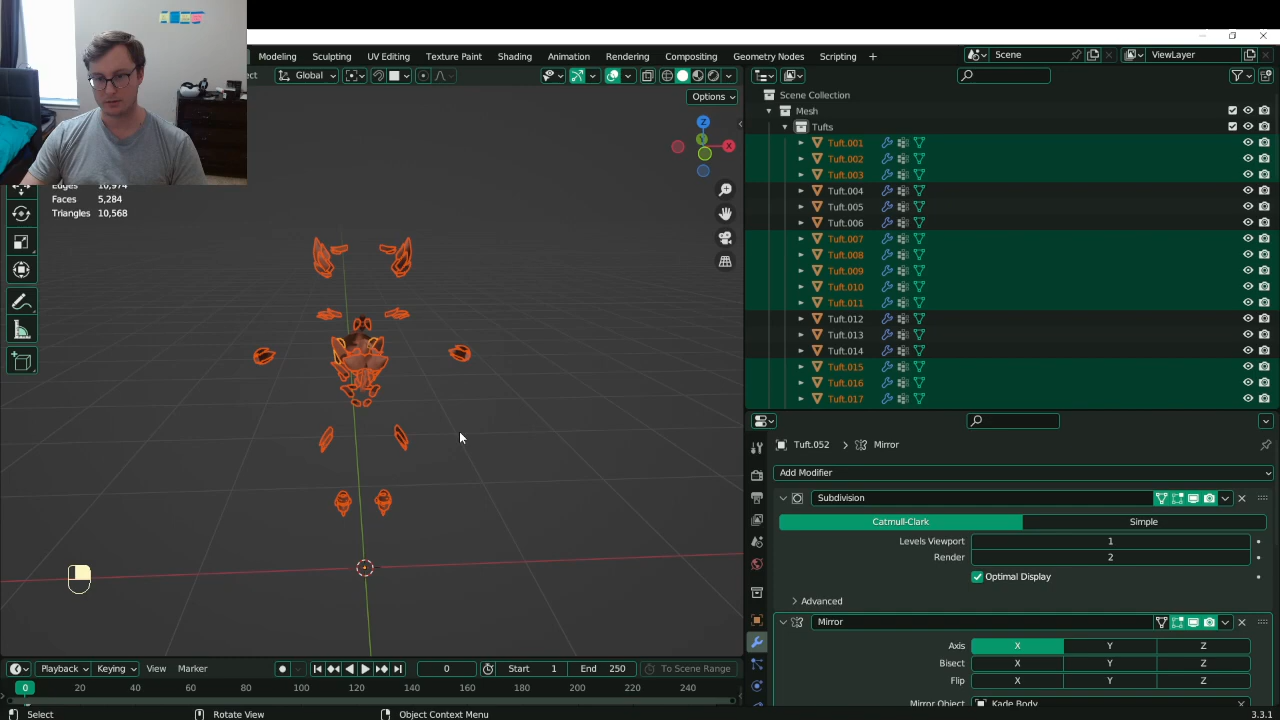 Modeling Sculpting UV Editing Texture Paint Shading Animation Rendering Compositing Geometry Nodes Scripting Scene ViewLayer
Global
Options
Z
Y
X
Faces 5,284
Triangles 10,568
Scene Collection
Mesh
Tufts
Tuft.001
Tuft.002
Tuft.003
Tuft.004
Tuft.005
Tuft.006
Tuft.007
Tuft.008
Tuft.009
Tuft.010
Tuft.011
Tuft.012
Tuft.013
Tuft.014
Tuft.015
Tuft.016
Tuft.017
Tuft.052 Mirror
Add Modifier
Subdivision
Catmull-Clark Simple
Levels Viewport 1
Render 2
Optimal Display
Advanced
Mirror
Axis X Y Z
Bisect X Y Z
Flip X Y Z
Mirror Object Kade Body
Playback Keying View Marker 0 Start 1 End 250 To Scene Range
0 20 40 60 80 100 120 140 160 180 200 220 240
Select Rotate View Object Context Menu 3.3.1